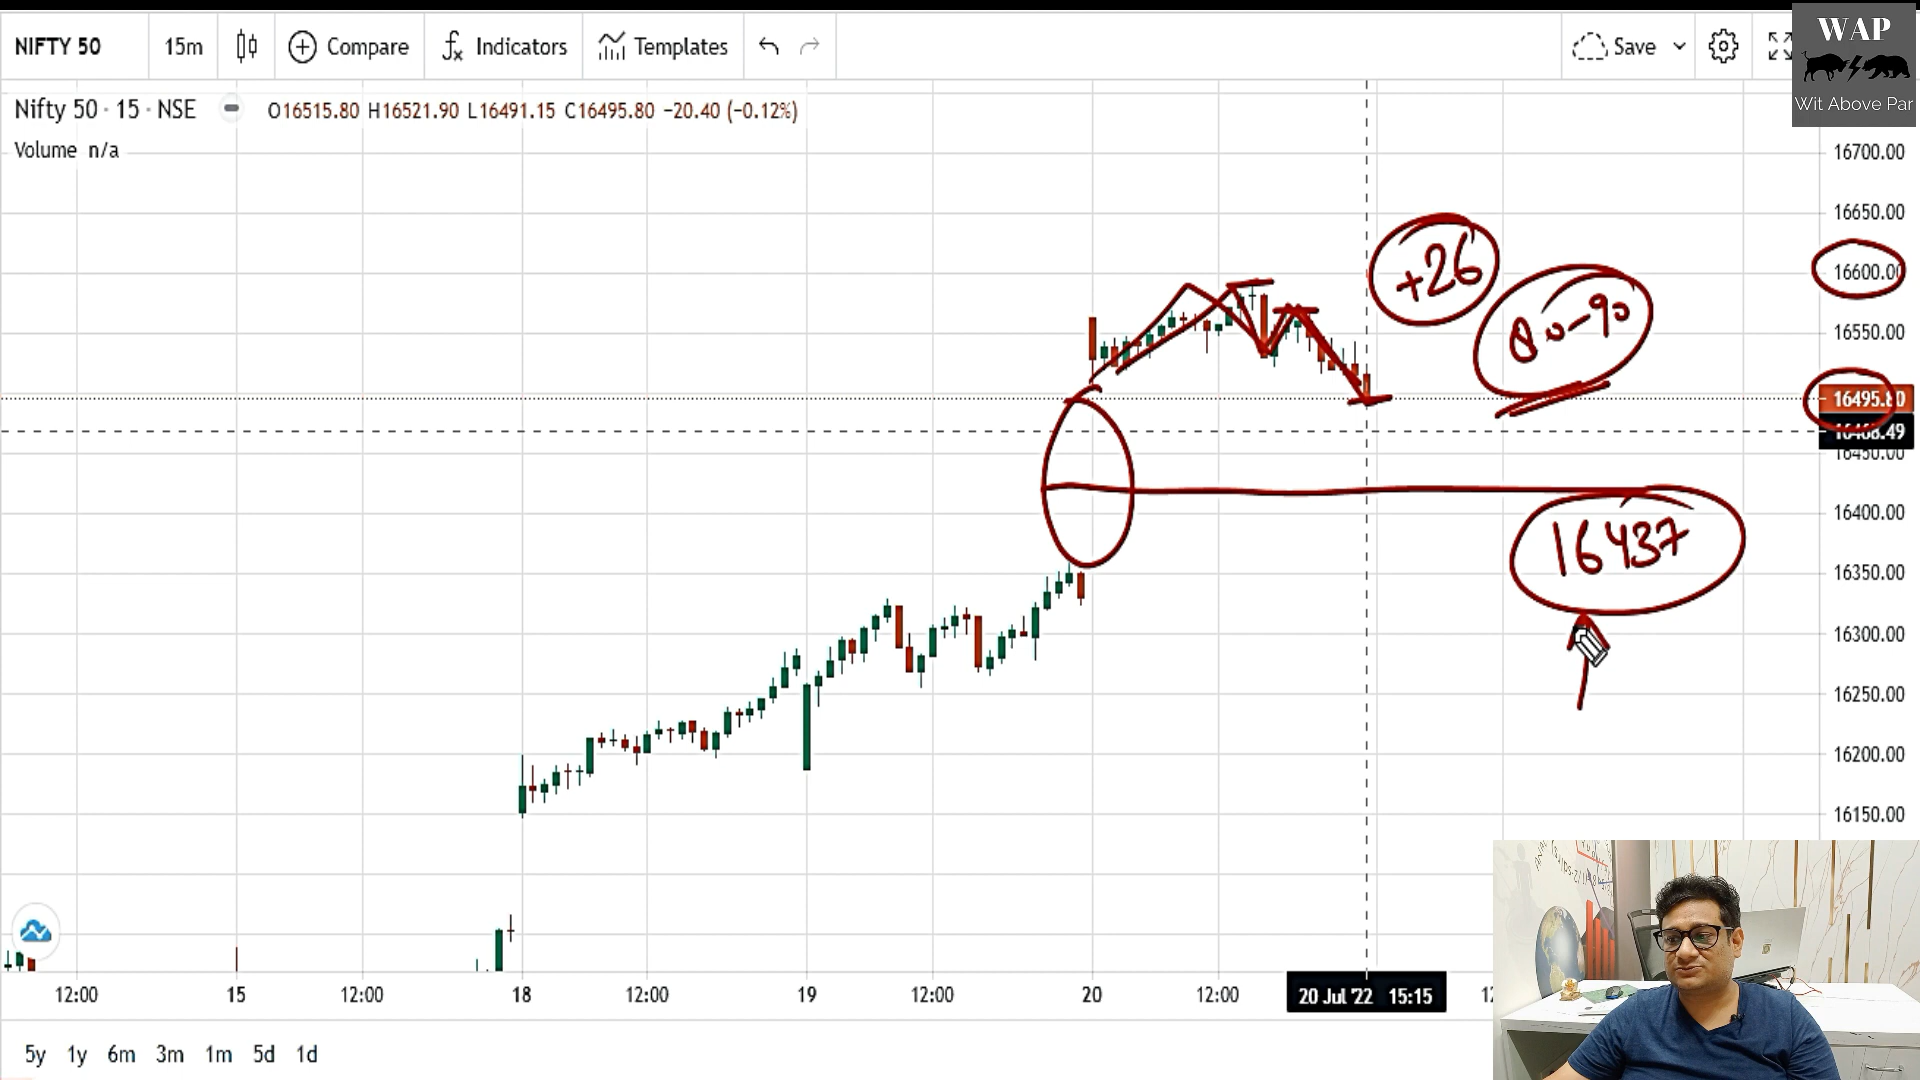 NIFTY 50 15m Compare Indicators Templates Save
WAP
Wit Above Par
Nifty 50 · 15 · NSE O16515.80 H16521.90 L16491.15 C16495.80 −20.40 (−0.12%)
Volume n/a
16700.00
16650.00
+26
16600.00
80-90
16550.00
16495.80
16468.49
16450.00
16400.00
16437
16350.00
16300.00
16250.00
16200.00
16150.00
12:00 15 12:00 18 12:00 19 12:00 20 12:00 20 Jul '22 15:15
5y 1y 6m 3m 1m 5d 1d